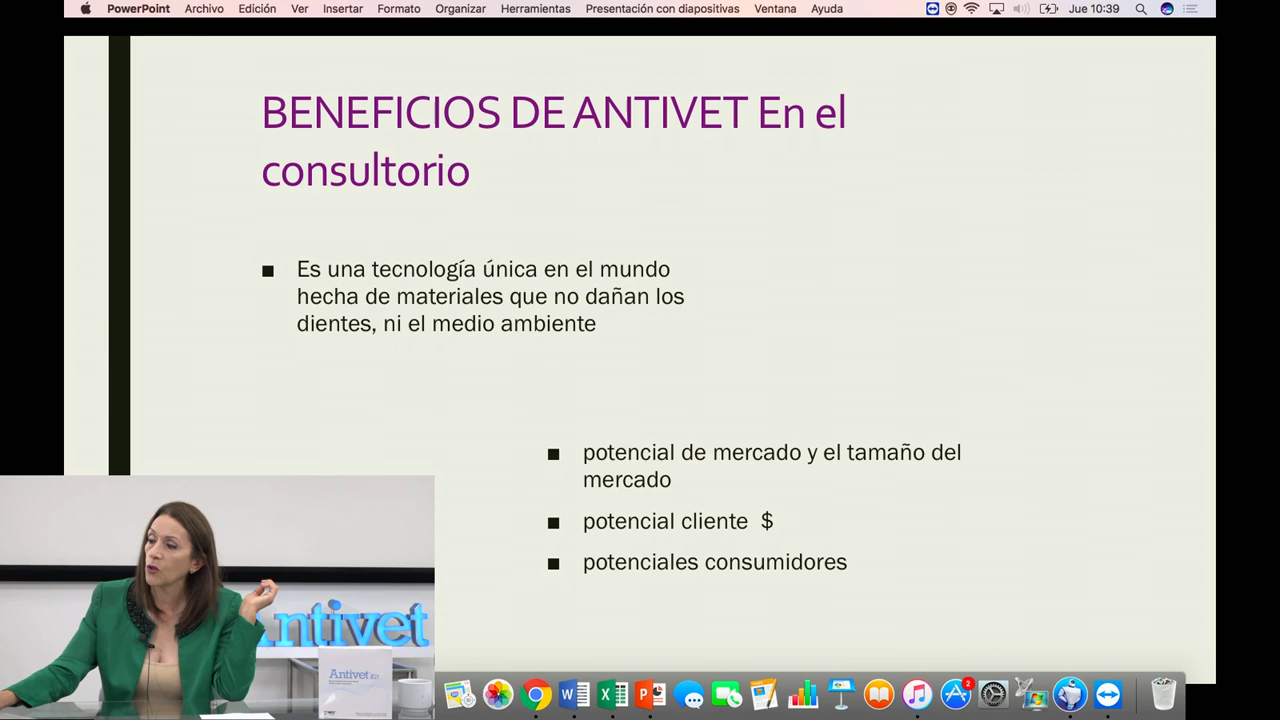 PowerPoint Archivo Edición Ver Insertar Formato Organizar Herramientas Presentación con diapositivas Ventana Ayuda Jue 10:39
BENEFICIOS DE ANTIVET En el
consultorio
■ Es una tecnología única en el mundo
hecha de materiales que no dañan los
dientes, ni el medio ambiente
■ potencial de mercado y el tamaño del
mercado
■ potencial cliente $
■ potenciales consumidores
Antivet
Antivet
2